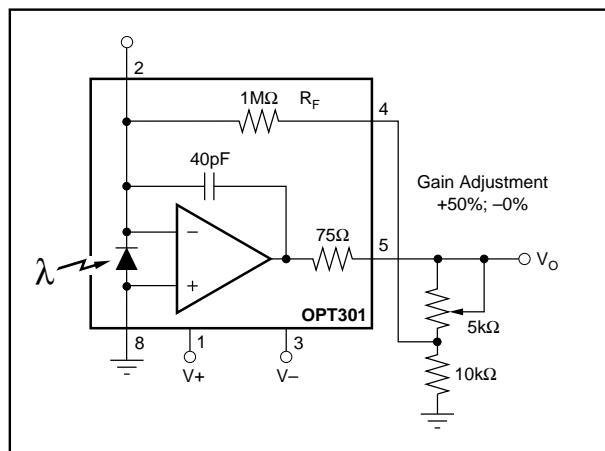 2
1MΩ R_F
4
40pF
Gain Adjustment
+50%; –0%
75Ω
5
V_O
λ
–
+
OPT301
5kΩ
8
1
3
V+
V–
10kΩ